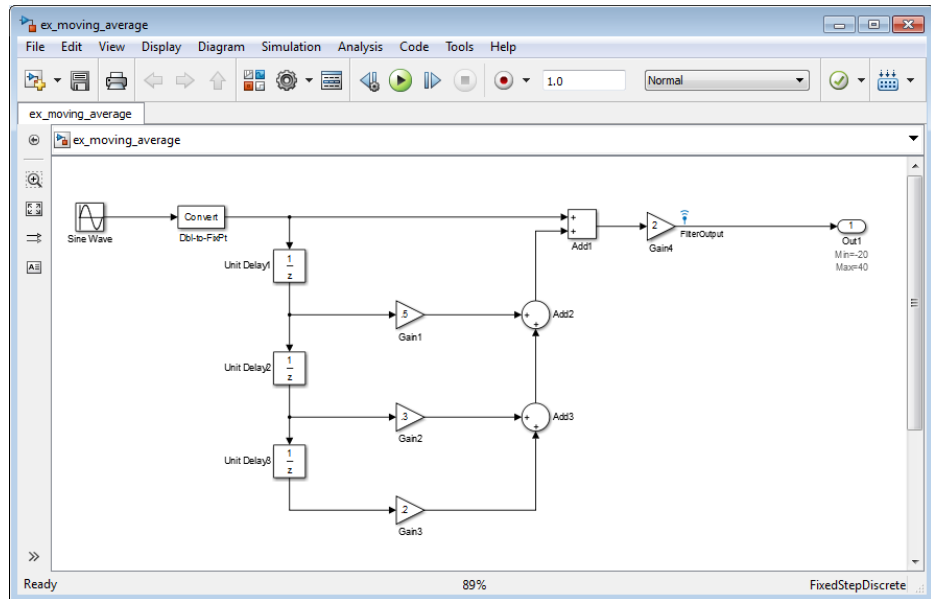 ex_moving_average
File Edit View Display Diagram Simulation Analysis Code Tools Help
1.0 Normal
ex_moving_average
ex_moving_average
Sine Wave
Convert
Dbl-to-FixPt
+
+
Add1
2
Gain4
FilterOutput
1
Out1
Min=-20
Max=40
Unit Delay1
1
z
.5
Gain1
+
+
Add2
Unit Delay2
1
z
.3
Gain2
+
+
Add3
Unit Delay3
1
z
.2
Gain3
Ready 89% FixedStepDiscrete